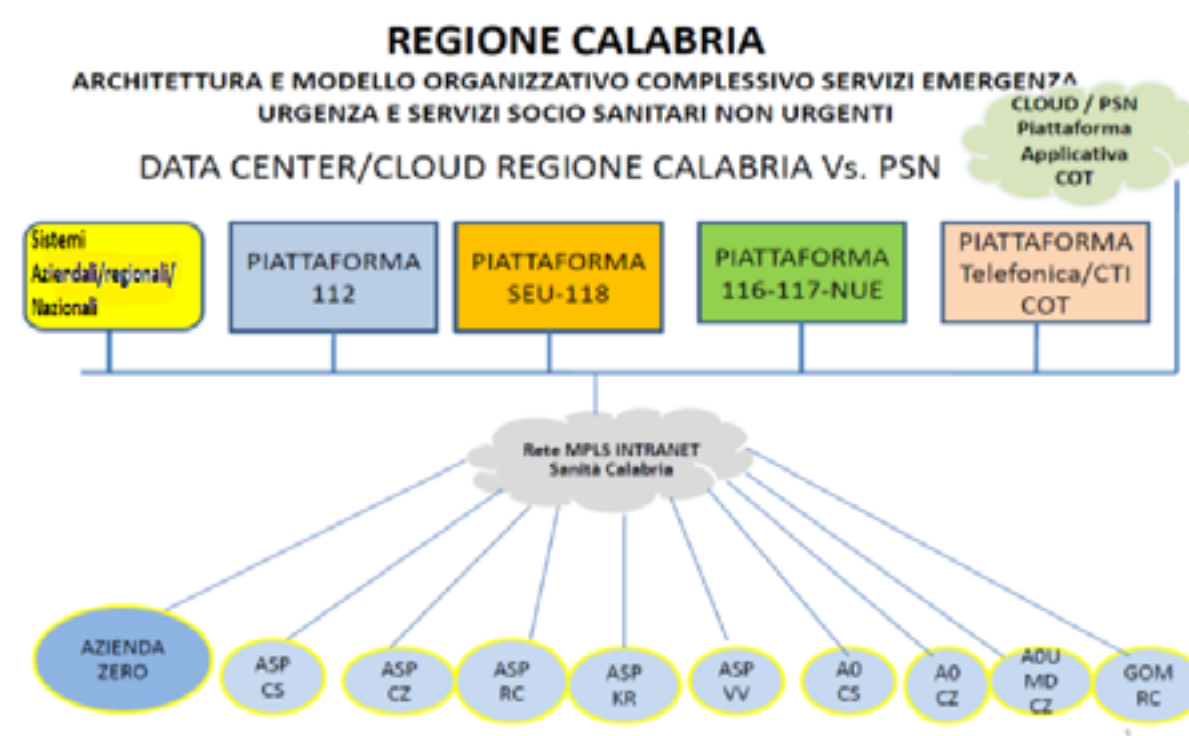 REGIONE CALABRIA
ARCHITETTURA E MODELLO ORGANIZZATIVO COMPLESSIVO SERVIZI EMERGENZA
URGENZA E SERVIZI SOCIO SANITARI NON URGENTI
CLOUD / PSN
Piattaforma
Applicativa
COT
DATA CENTER/CLOUD REGIONE CALABRIA Vs. PSN
Sistemi
Aziendali/regionali/
Nazionali
PIATTAFORMA
112
PIATTAFORMA
SEU-118
PIATTAFORMA
116-117-NUE
PIATTAFORMA
Telefonica/CTI
COT
Rete MPLS INTRANET
Sanità Calabria
AZIENDA
ZERO
ASP
CS
ASP
CZ
ASP
RC
ASP
KR
ASP
VV
A0
CS
A0
CZ
A0U
MD
CZ
GOM
RC